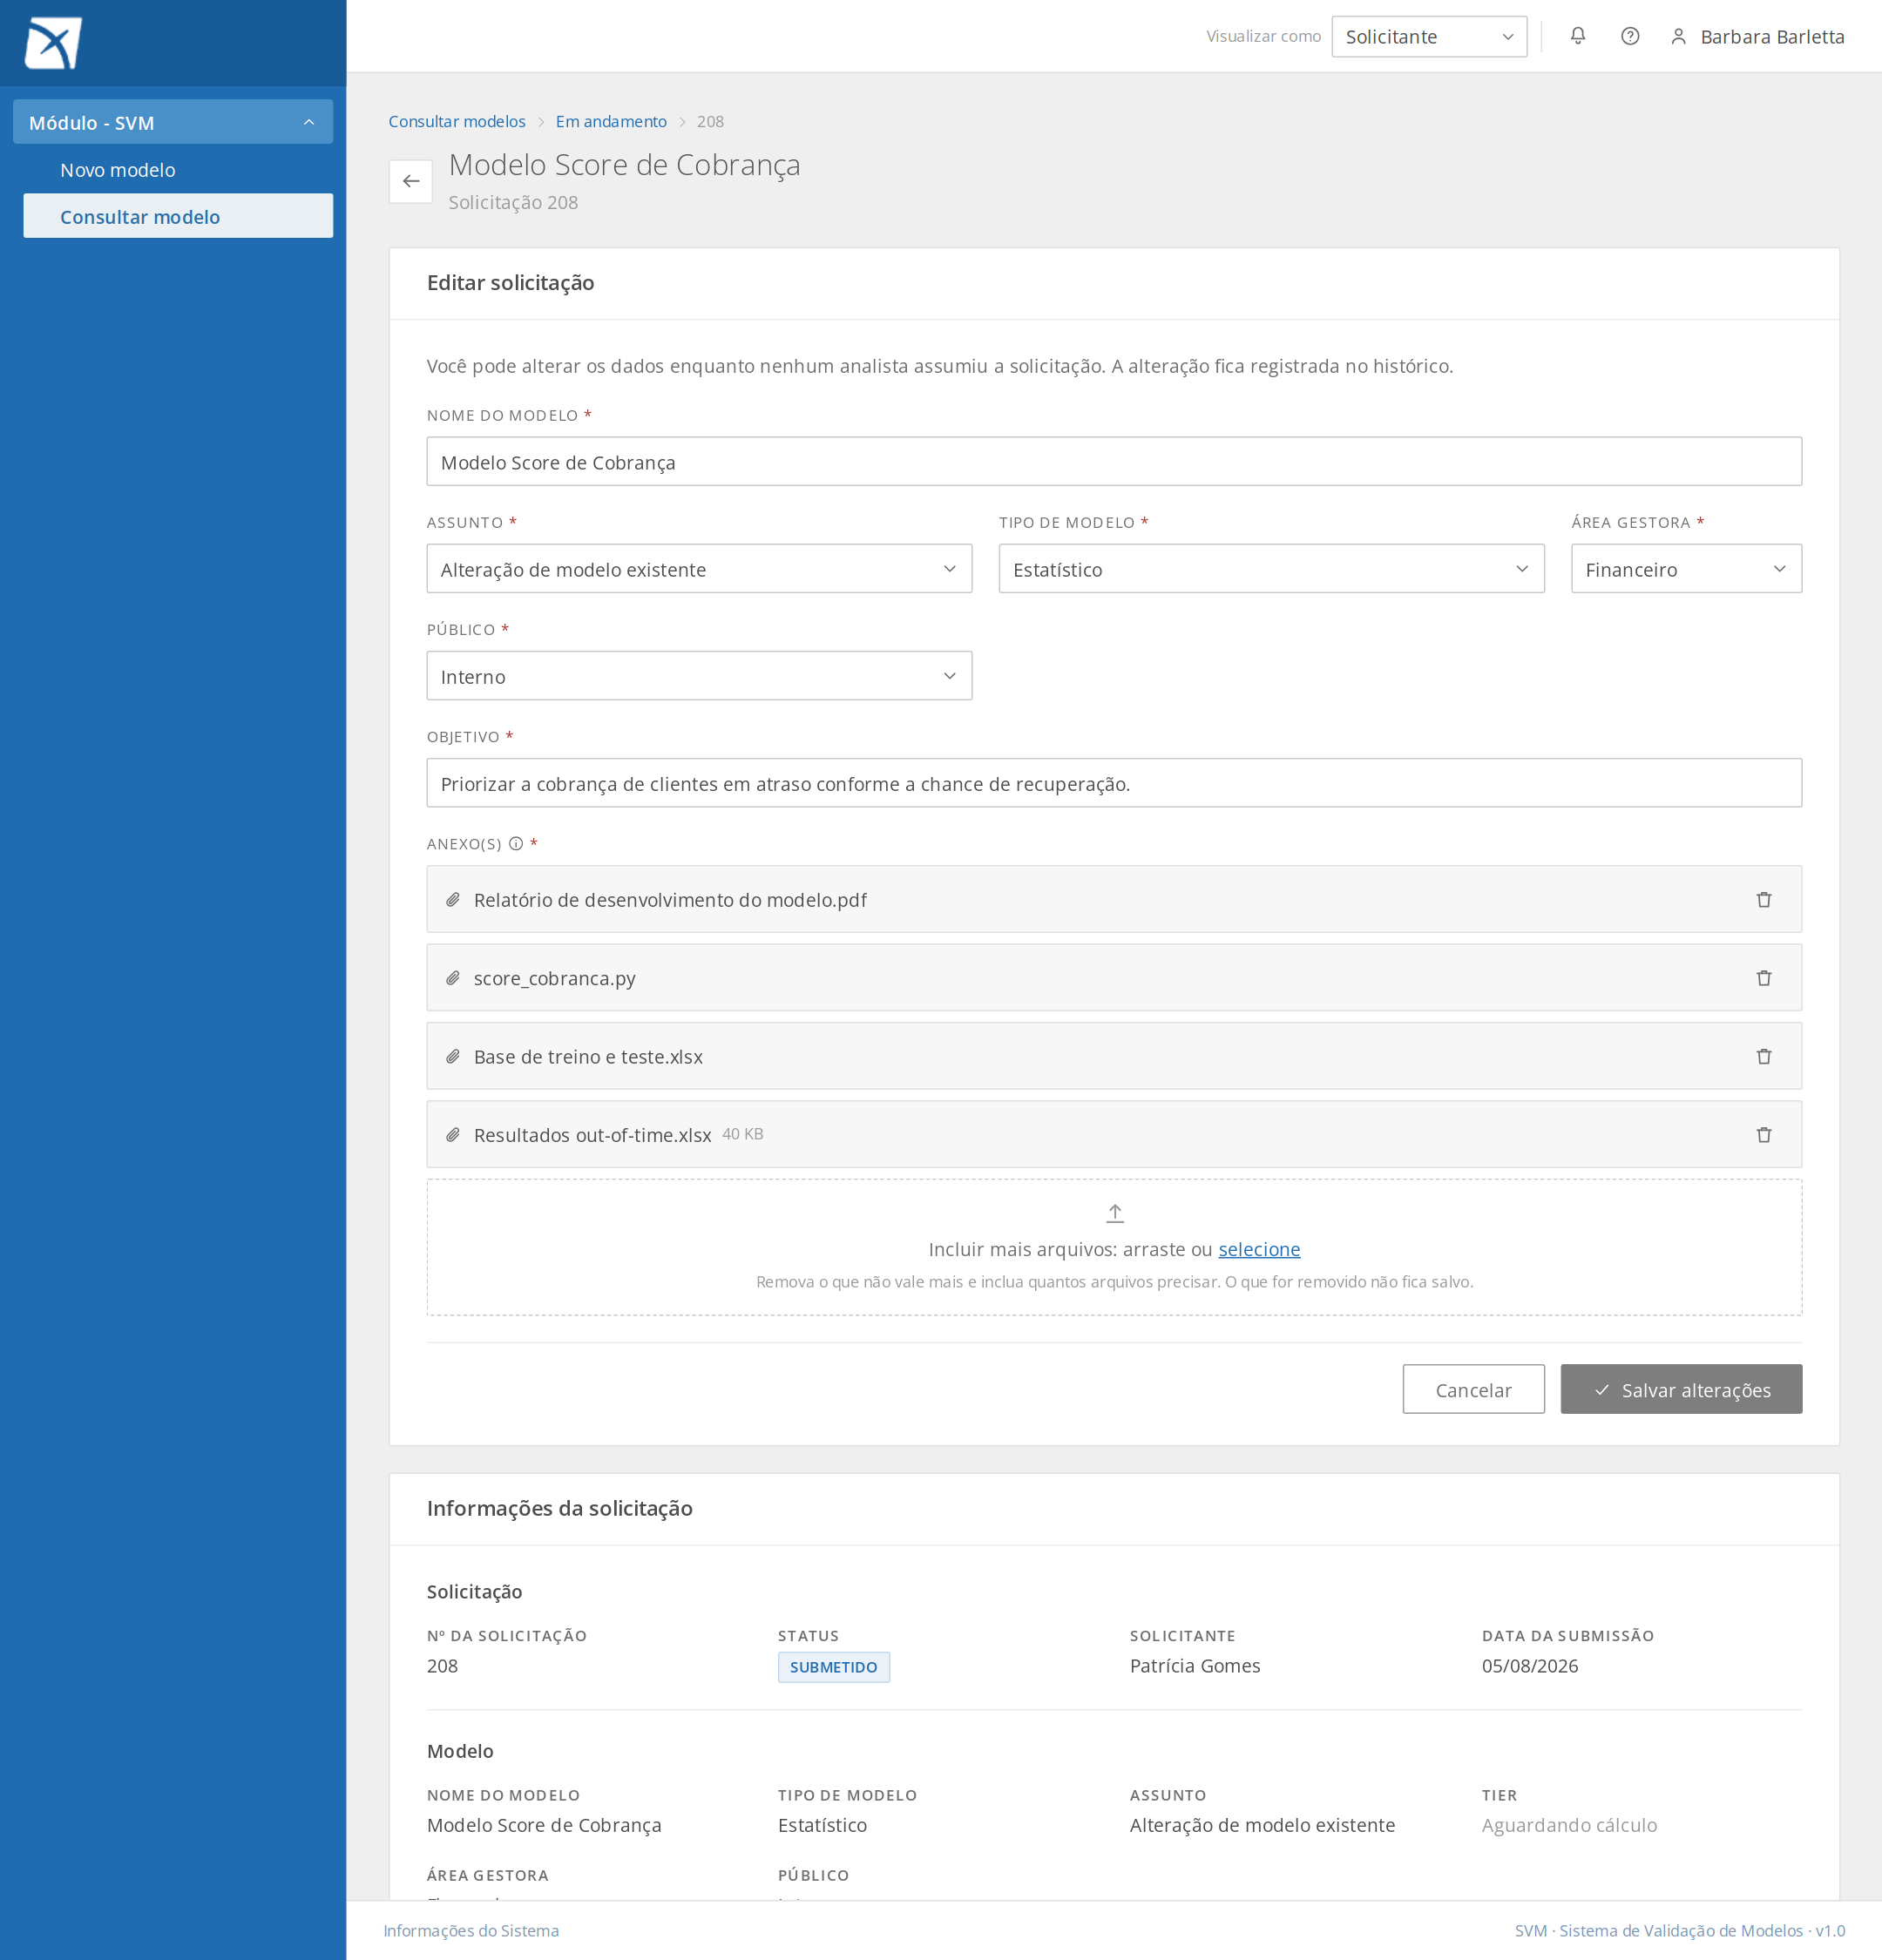 Visualizar como
Solicitante
Barbara Barletta
Módulo - SVM
Novo modelo
Consultar modelo
Consultar modelos > Em andamento > 208
Modelo Score de Cobrança
Solicitação 208
Editar solicitação
Você pode alterar os dados enquanto nenhum analista assumiu a solicitação. A alteração fica registrada no histórico.
NOME DO MODELO *
Modelo Score de Cobrança
ASSUNTO * TIPO DE MODELO * ÁREA GESTORA *
Alteração de modelo existente Estatístico Financeiro
PÚBLICO *
Interno
OBJETIVO *
Priorizar a cobrança de clientes em atraso conforme a chance de recuperação.
ANEXO(S) *
Relatório de desenvolvimento do modelo.pdf
score_cobranca.py
Base de treino e teste.xlsx
Resultados out-of-time.xlsx 40 KB
Incluir mais arquivos: arraste ou selecione
Remova o que não vale mais e inclua quantos arquivos precisar. O que for removido não fica salvo.
Cancelar Salvar alterações
Informações da solicitação
Solicitação
Nº DA SOLICITAÇÃO STATUS SOLICITANTE DATA DA SUBMISSÃO
208 SUBMETIDO Patrícia Gomes 05/08/2026
Modelo
NOME DO MODELO TIPO DE MODELO ASSUNTO TIER
Modelo Score de Cobrança Estatístico Alteração de modelo existente Aguardando cálculo
ÁREA GESTORA PÚBLICO
Informações do Sistema SVM · Sistema de Validação de Modelos · v1.0